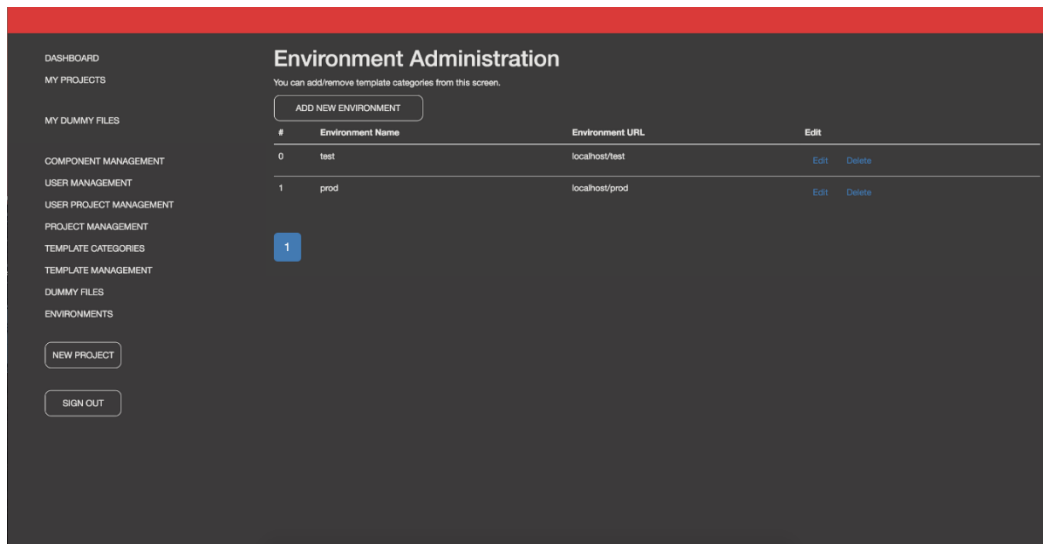 DASHBOARD
MY PROJECTS
MY DUMMY FILES
COMPONENT MANAGEMENT
USER MANAGEMENT
USER PROJECT MANAGEMENT
PROJECT MANAGEMENT
TEMPLATE CATEGORIES
TEMPLATE MANAGEMENT
DUMMY FILES
ENVIRONMENTS
NEW PROJECT
SIGN OUT
Environment Administration
You can add/remove template categories from this screen.
ADD NEW ENVIRONMENT
# Environment Name Environment URL Edit
0 test localhost/test Edit Delete
1 prod localhost/prod Edit Delete
1